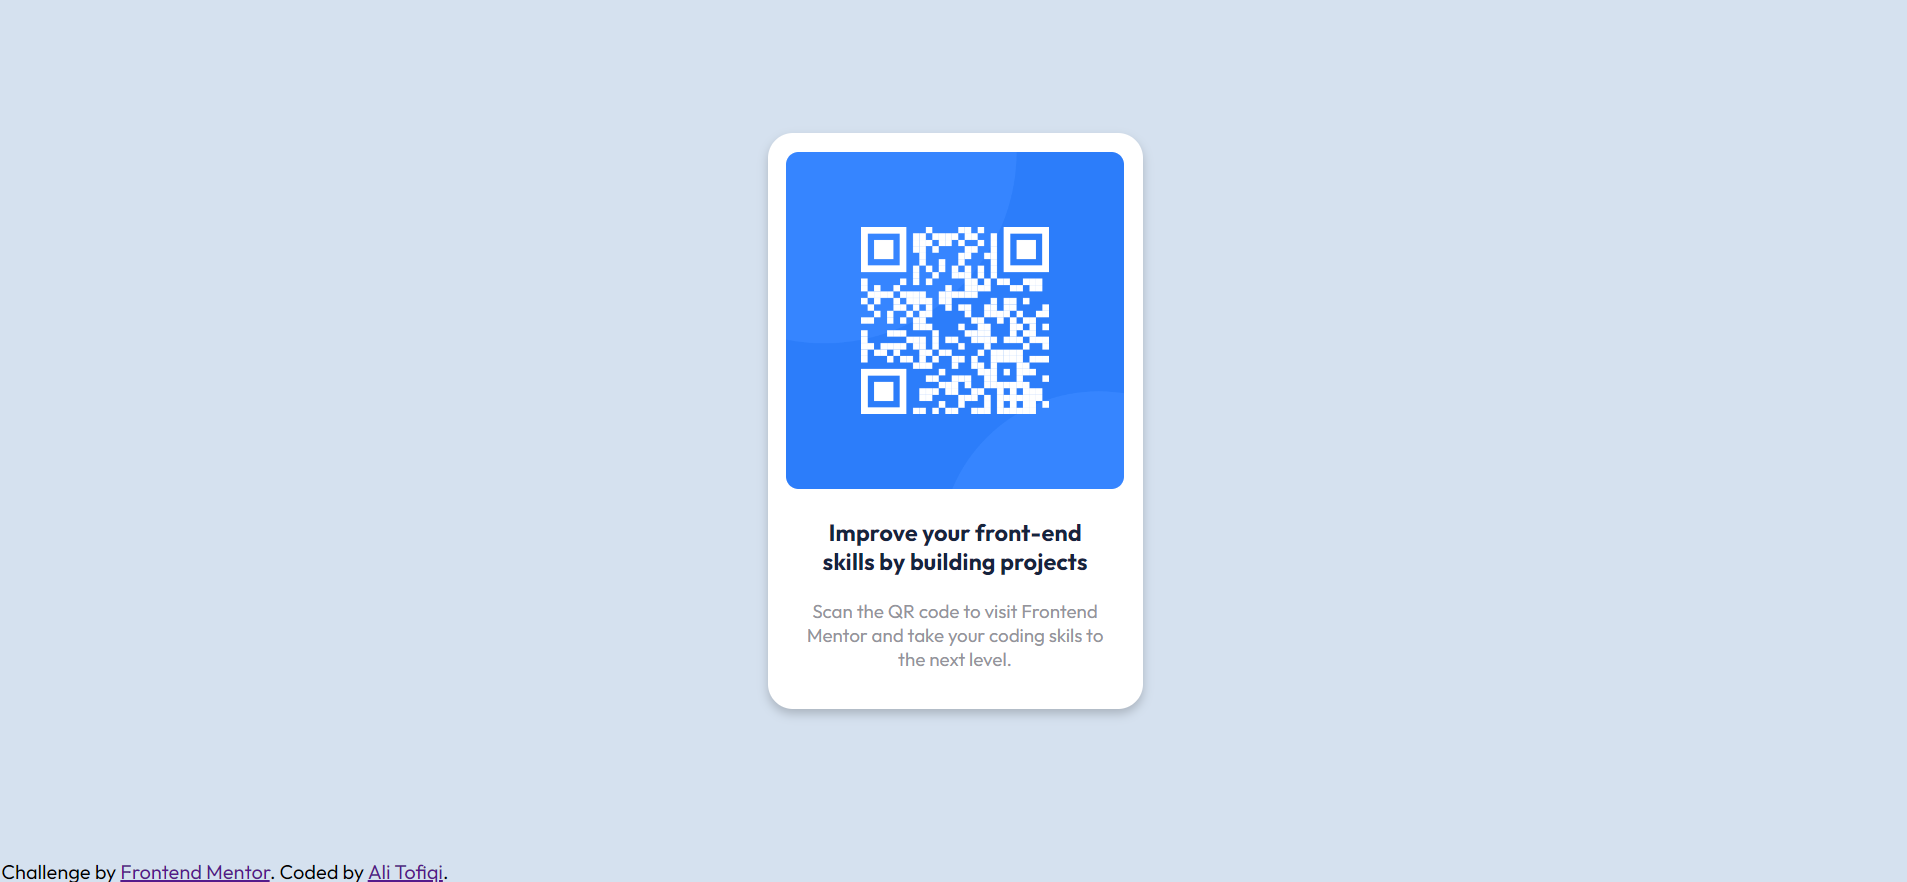 Improve your front-end
skills by building projects
Scan the QR code to visit Frontend
Mentor and take your coding skils to
the next level.
Challenge by Frontend Mentor. Coded by Ali Tofiqi.